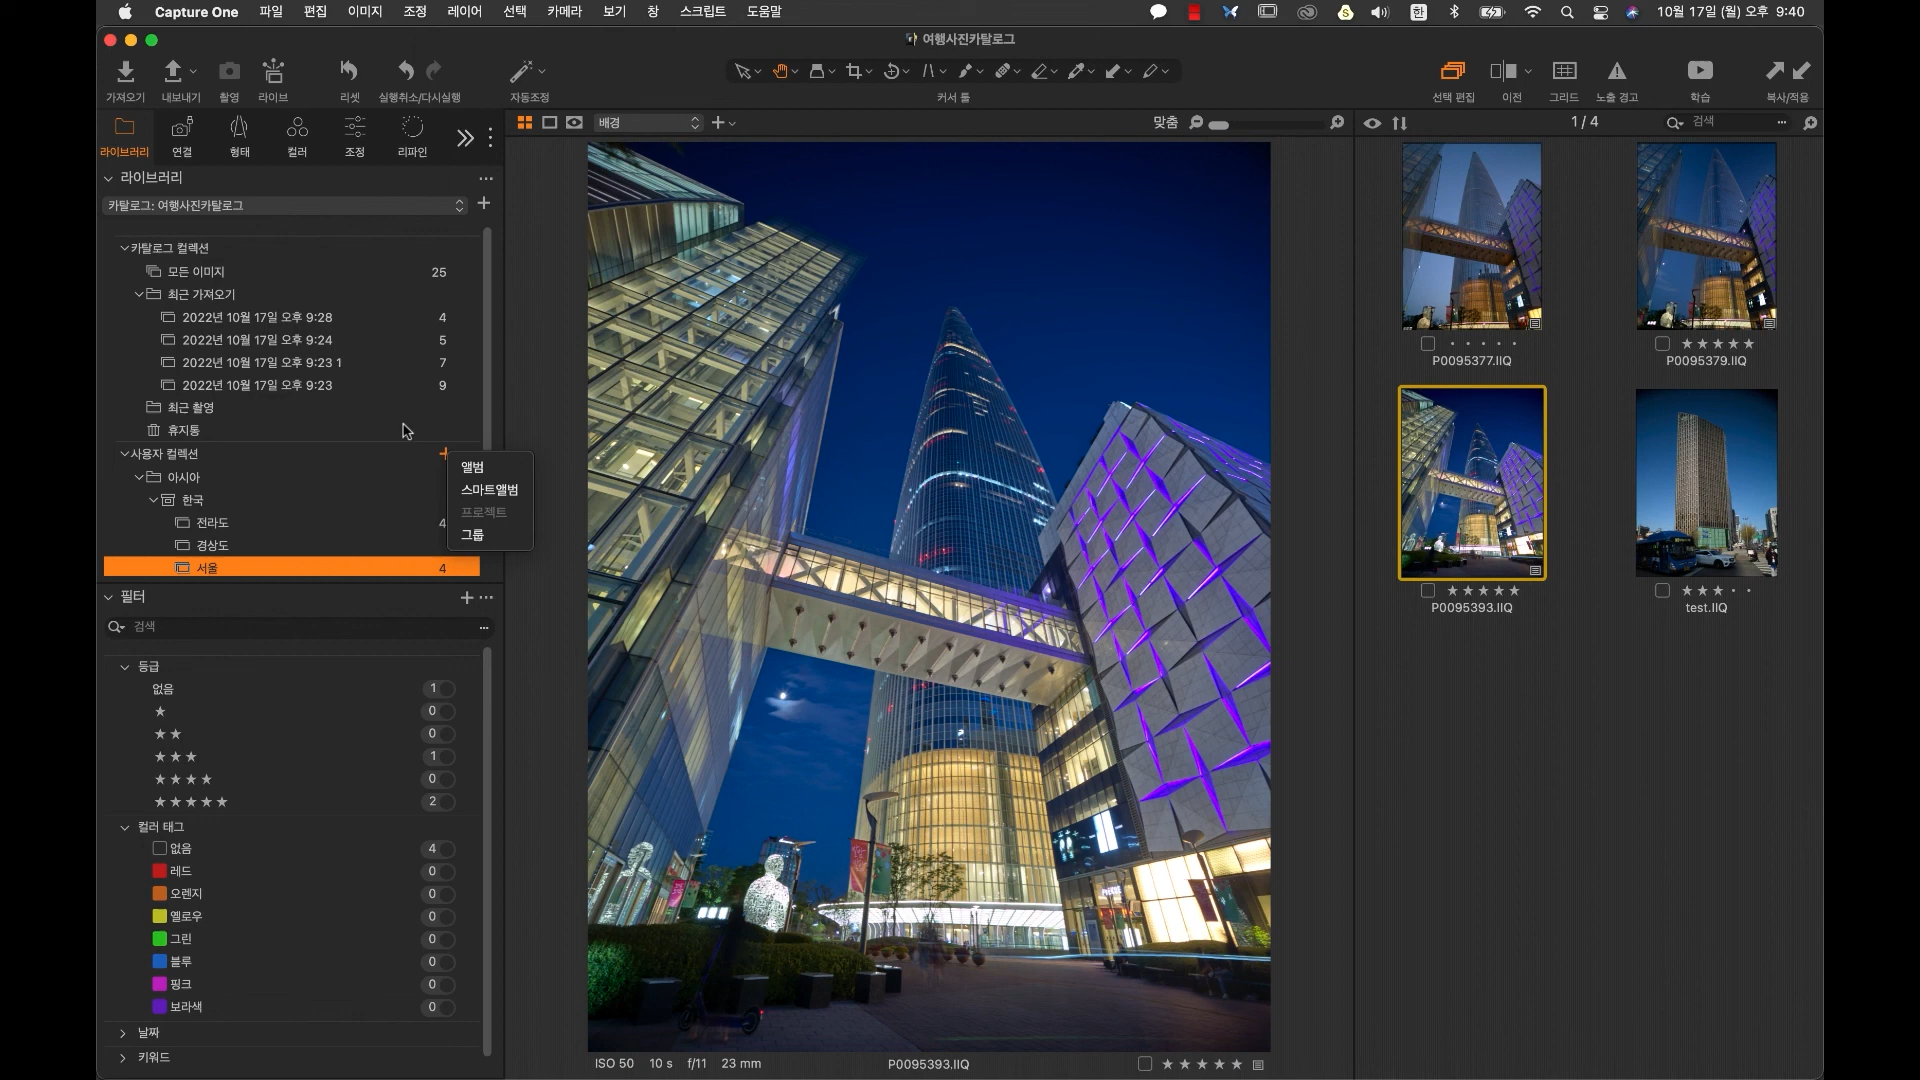 Capture One 파일 편집 이미지 조정 레이어 선택 카메라 보기 창 스크립트 도움말
한 10월 17일 (월) 오후 9:40
여행사진카탈로그
가져오기 내보내기 촬영 라이브 리셋 실행취소/다시실행 자동조정 커서 툴 선택 편집 이전 그리드 노출 경고 학습 복사/적용
라이브러리 연결 형태 컬러 조정 리파인
배경
맞춤
1 / 4
검색
라이브러리
카탈로그: 여행사진카탈로그
카탈로그 컬렉션
모든 이미지 25
최근 가져오기
2022년 10월 17일 오후 9:28 4
2022년 10월 17일 오후 9:24 5
2022년 10월 17일 오후 9:23 1 7
2022년 10월 17일 오후 9:23 9
최근 촬영
휴지통
사용자 컬렉션
아시아
한국
전라도 4
경상도
서울 4
앨범
스마트앨범
프로젝트
그룹
필터
검색
등급
없음 1
★ 0
★★ 0
★★★ 1
★★★★ 0
★★★★★ 2
컬러 태그
없음 4
레드 0
오렌지 0
옐로우 0
그린 0
블루 0
핑크 0
보라색 0
날짜
키워드
ISO 50 10 s f/11 23 mm
P0095393.IIQ
★★★★★
P0095377.IIQ
★★★★★
P0095379.IIQ
★★★★★
P0095393.IIQ
★★★
test.IIQ